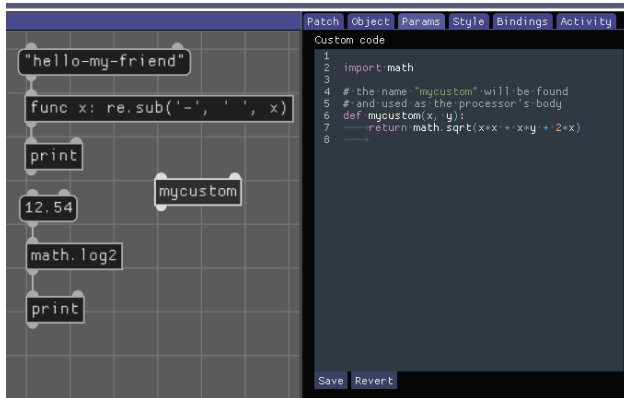 "hello-my-friend"
func x: re.sub('-', ' ', x)
print
mycustom
12.54
math.log2
print
Patch Object Params Style Bindings Activity
Custom code
1
2 import math
3
4 # the name "mycustom" will be found
5 # and used as the processor's body
6 def mycustom(x, y):
7 return math.sqrt(x*x + x*y + 2*x)
8
Save Revert